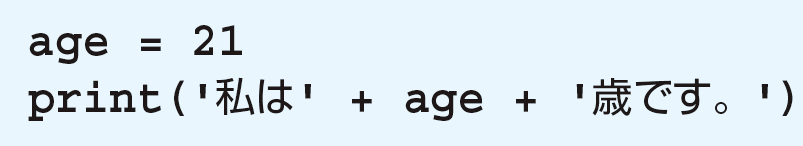 age = 21
print('私は' + age + '歳です。')